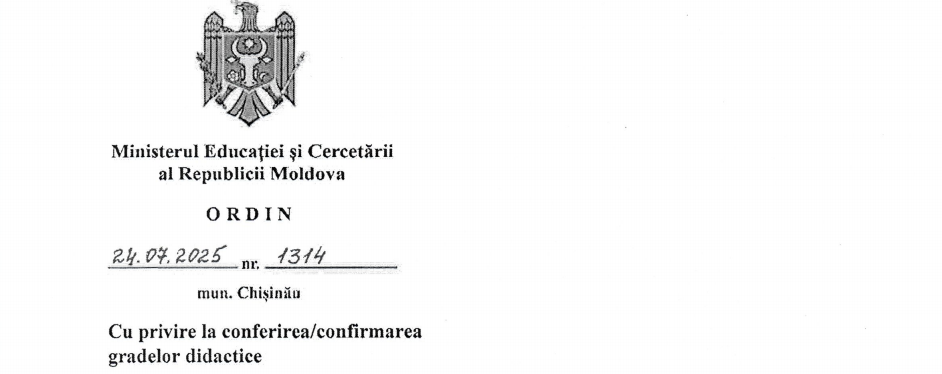 Ministerul Educației și Cercetării
al Republicii Moldova
O R D I N
24.07.2025 nr. 1314
mun. Chișinău
Cu privire la conferirea/confirmarea
gradelor didactice